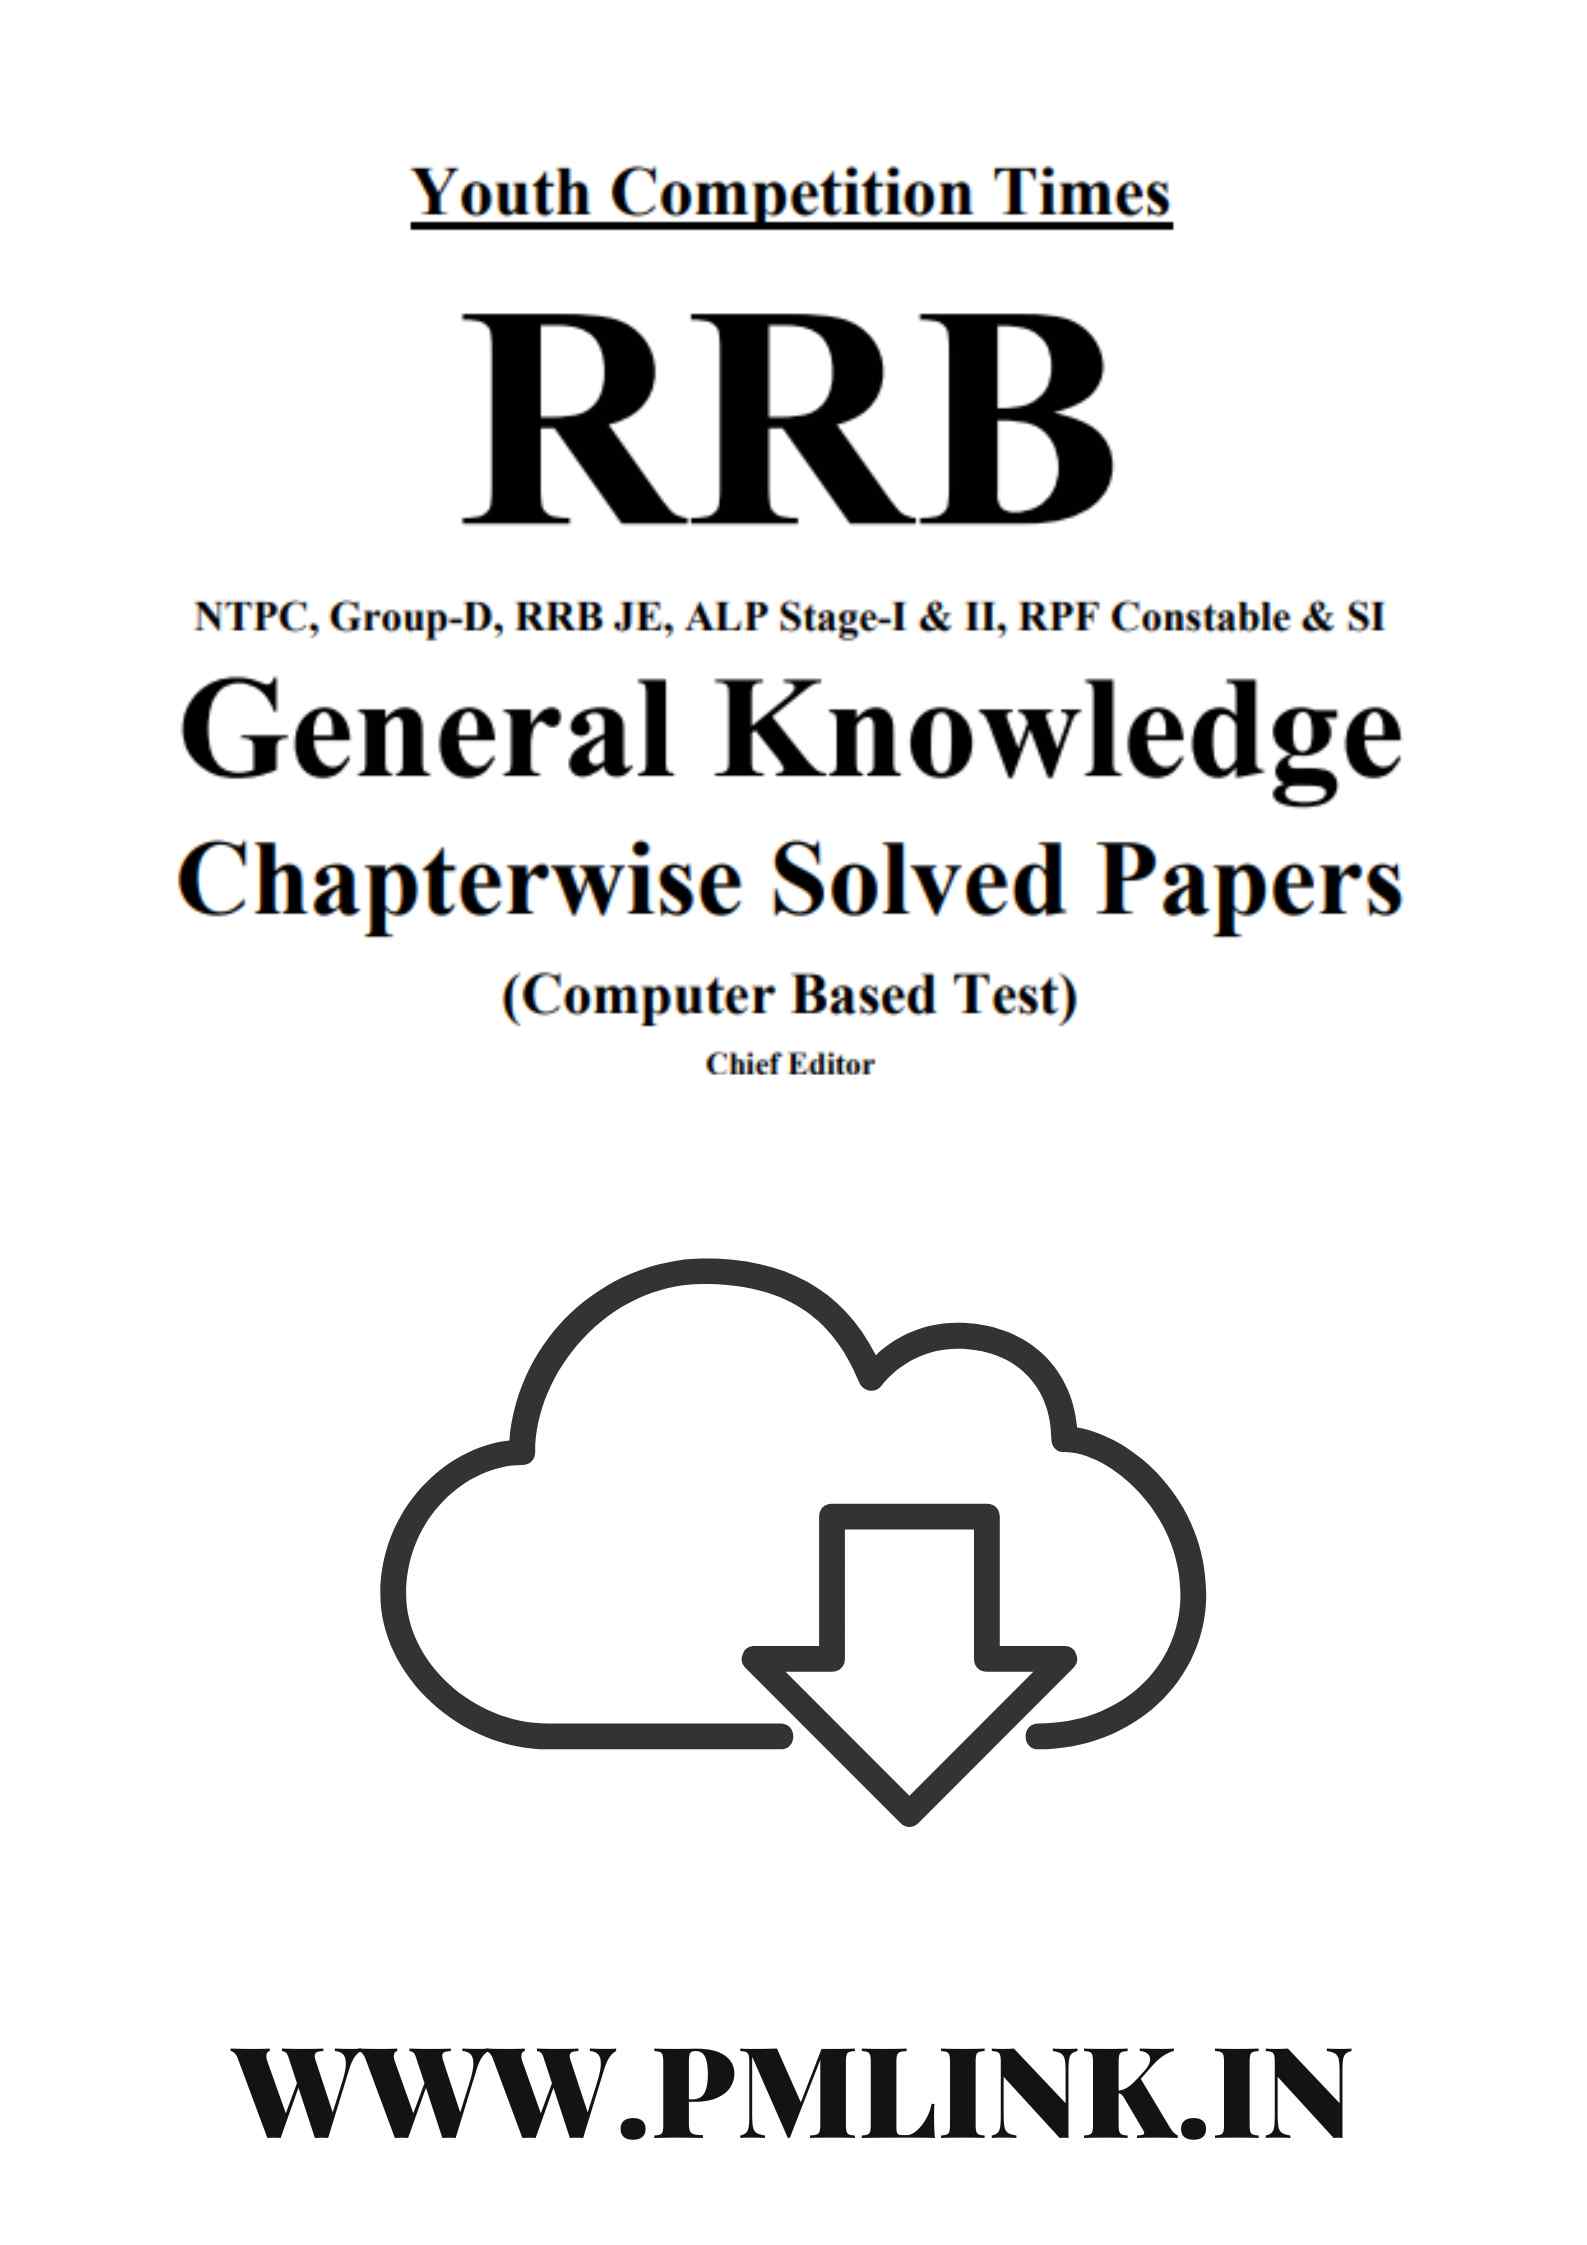 Youth Competition Times
RRB
NTPC, Group-D, RRB JE, ALP Stage-I & II, RPF Constable & SI
General Knowledge
Chapterwise Solved Papers
(Computer Based Test)
Chief Editor
WWW.PMLINK.IN